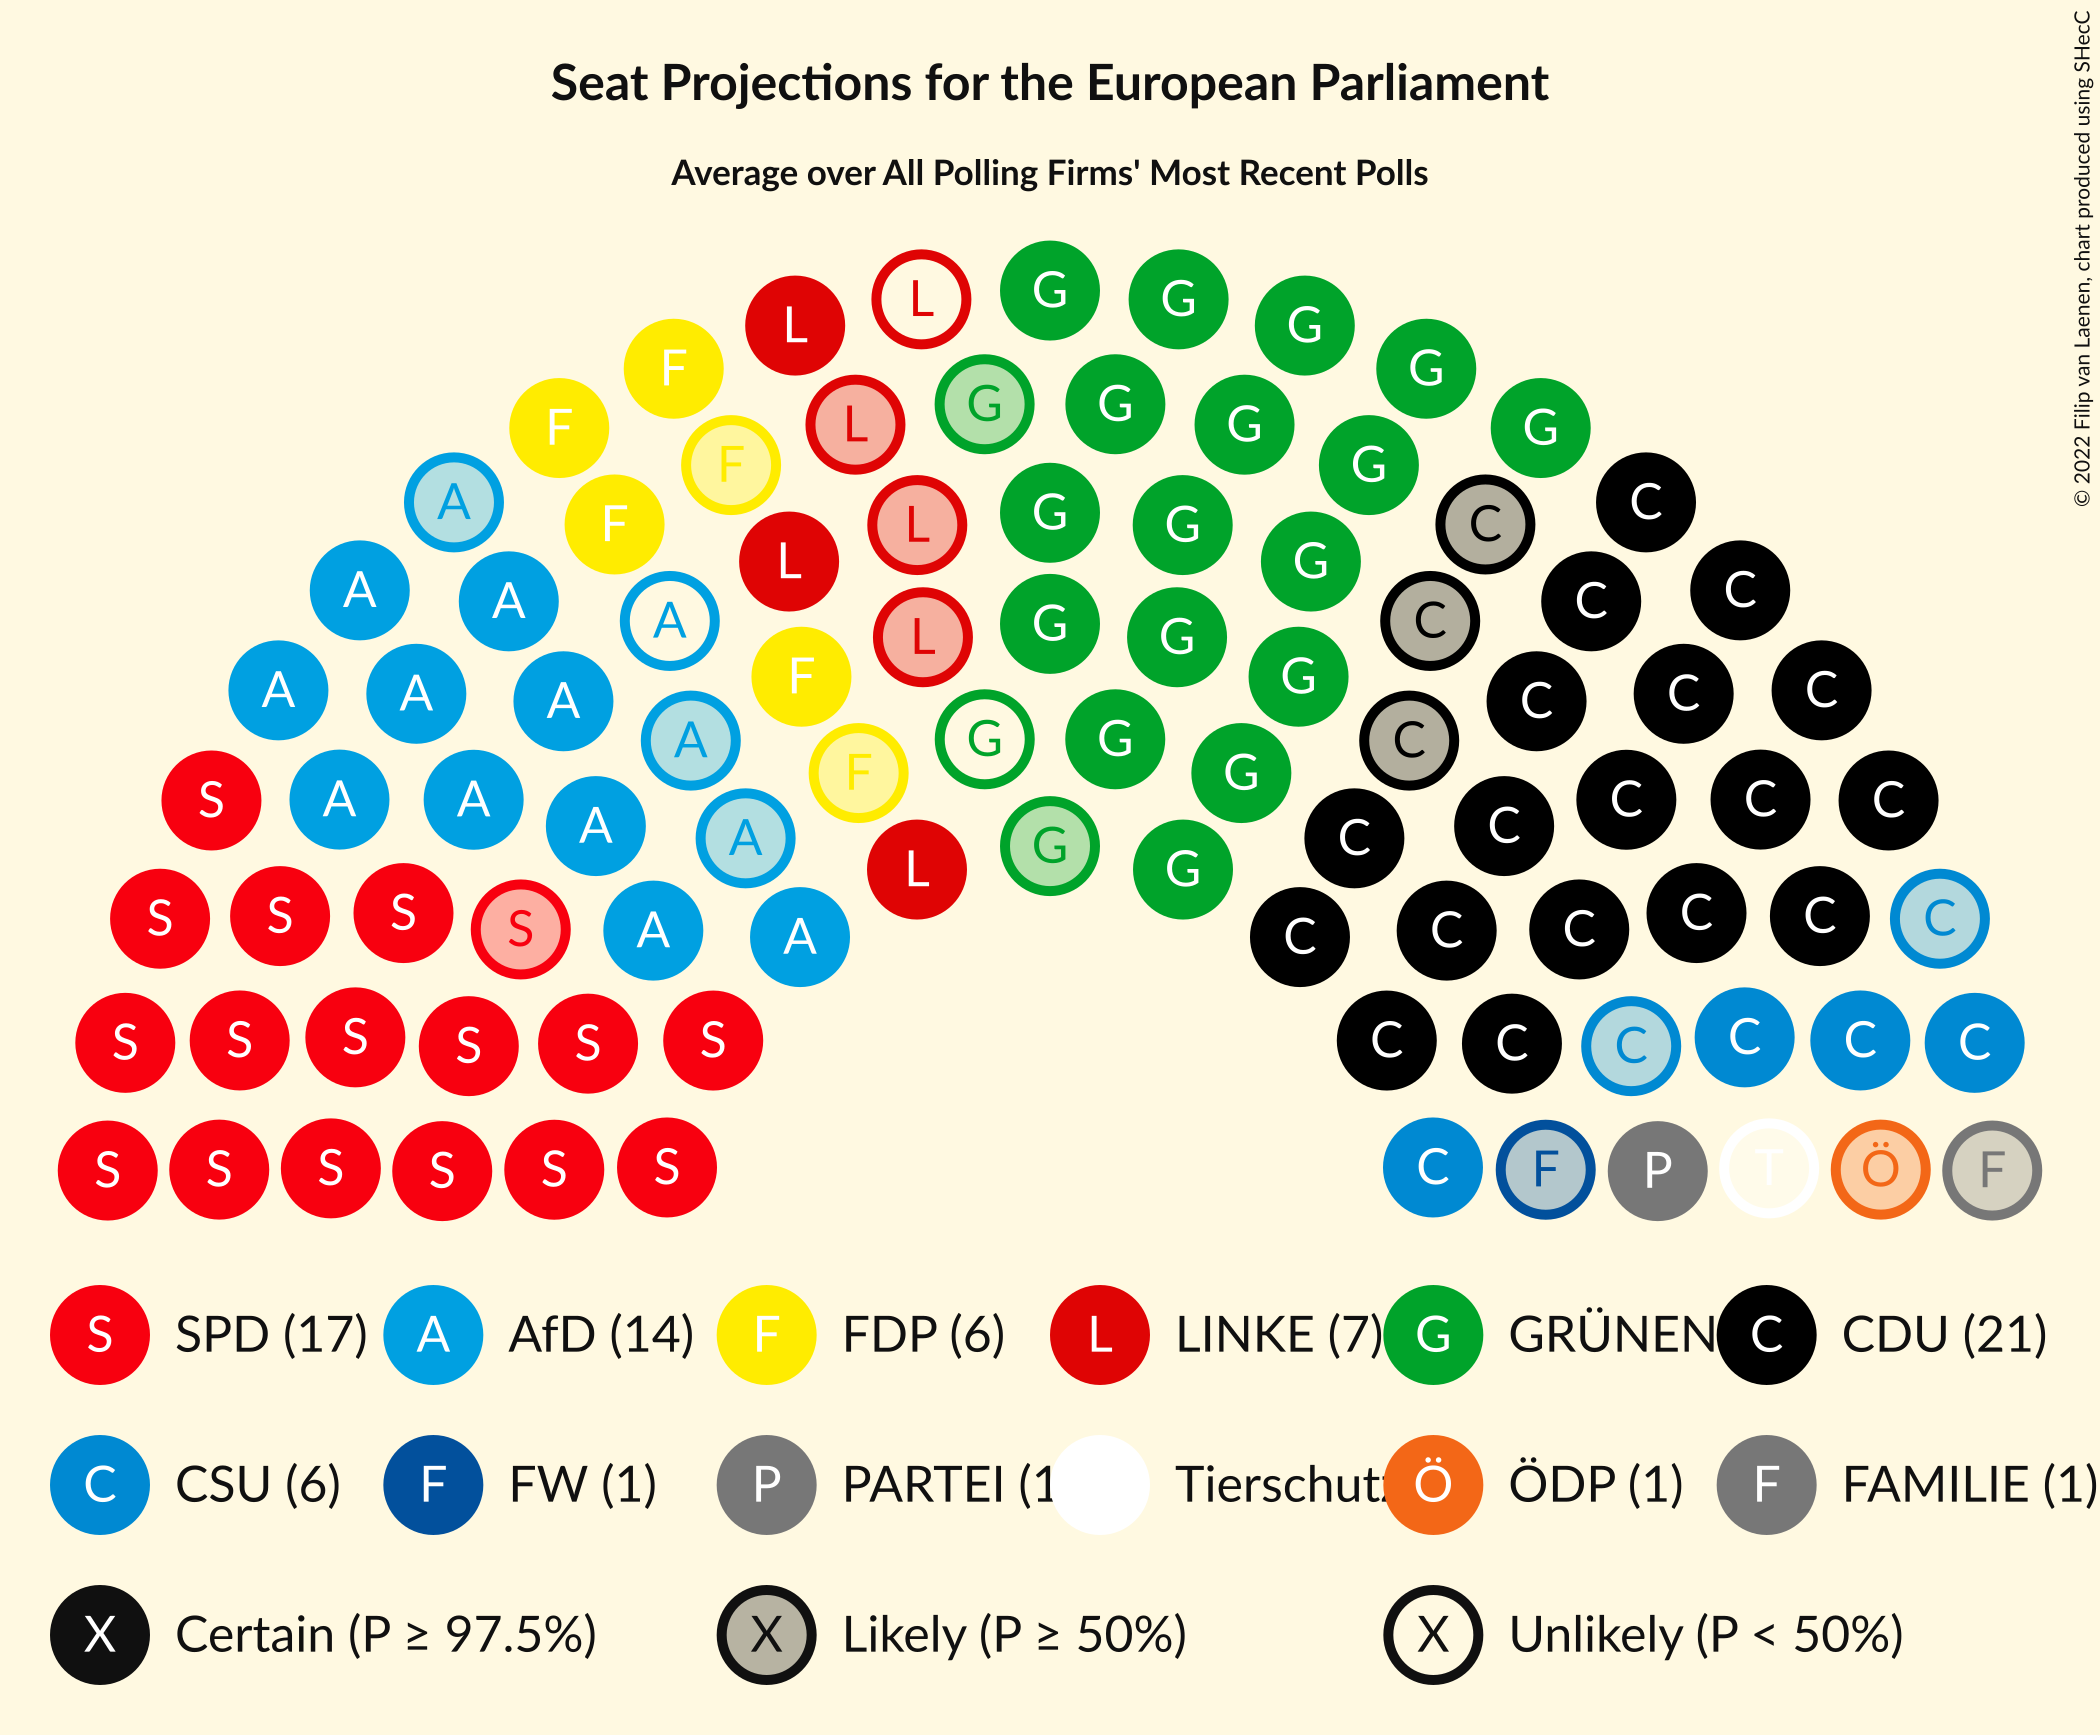 © 2022 Filip van Laenen, chart produced using SHecC
Seat Projections for the European Parliament
Average over All Polling Firms' Most Recent Polls
L G G
L G
F G
G G
F L G G
F G
A F L G G C C
L G
A A A L G G C C C
A A A F G C C C
A G G C
S A A F G C C C
A A L G G C C
S S S S A A C C C C C C
S S S S S S C C C C C C
S S S S S S C F P T Ö F
S SPD (17) A AfD (14) F FDP (6) L LINKE (7) G GRÜNEN C CDU (21)
C CSU (6) F FW (1) P PARTEI (1 Tierschutz Ö ÖDP (1) F FAMILIE (1)
X Certain (P ≥ 97.5%) X Likely (P ≥ 50%) X Unlikely (P < 50%)